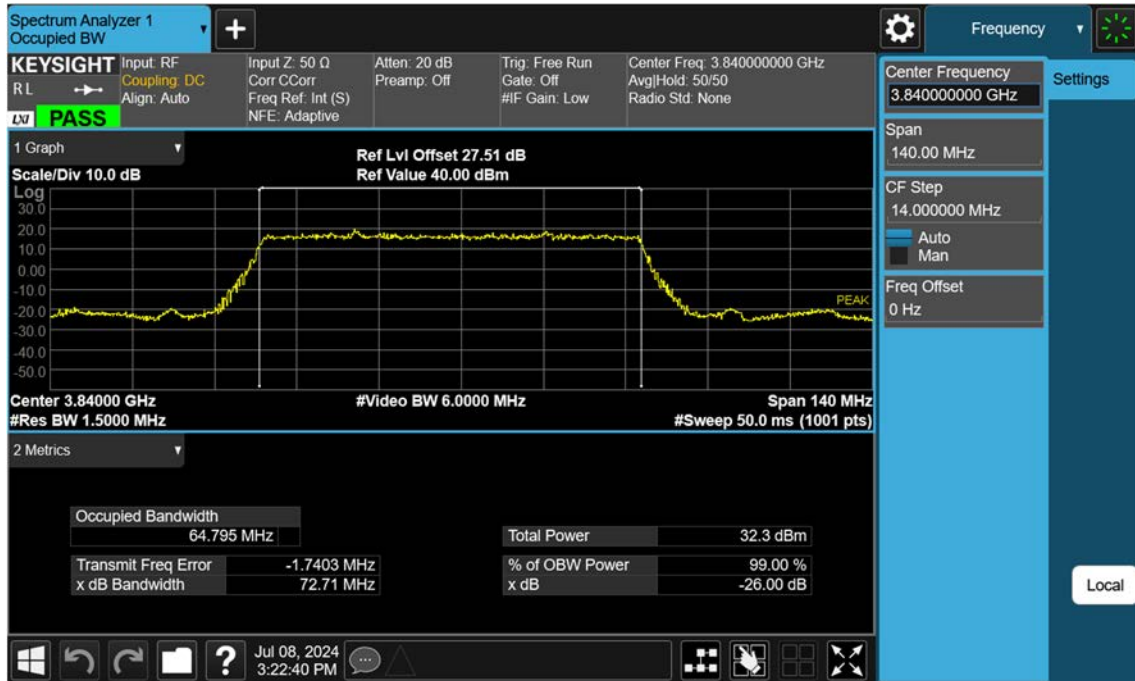 Spectrum Analyzer 1
Occupied BW
Frequency
KEYSIGHT
R L
LXI PASS
Input: RF
Coupling: DC
Align: Auto
Input Z: 50 Ω
Corr CCorr
Freq Ref: Int (S)
NFE: Adaptive
Atten: 20 dB
Preamp: Off
Trig: Free Run
Gate: Off
#IF Gain: Low
Center Freq: 3.840000000 GHz
Avg|Hold: 50/50
Radio Std: None
1 Graph
Scale/Div 10.0 dB
Ref Lvl Offset 27.51 dB
Ref Value 40.00 dBm
Log
30.0
20.0
10.0
0.00
-10.0
-20.0
-30.0
-40.0
-50.0
PEAK
Center 3.84000 GHz
#Video BW 6.0000 MHz
Span 140 MHz
#Res BW 1.5000 MHz
#Sweep 50.0 ms (1001 pts)
2 Metrics
Occupied Bandwidth
64.795 MHz
Total Power 32.3 dBm
Transmit Freq Error -1.7403 MHz
% of OBW Power 99.00 %
x dB Bandwidth 72.71 MHz
x dB -26.00 dB
Center Frequency
3.840000000 GHz
Settings
Span
140.00 MHz
CF Step
14.000000 MHz
Auto
Man
Freq Offset
0 Hz
Local
?
Jul 08, 2024
3:22:40 PM